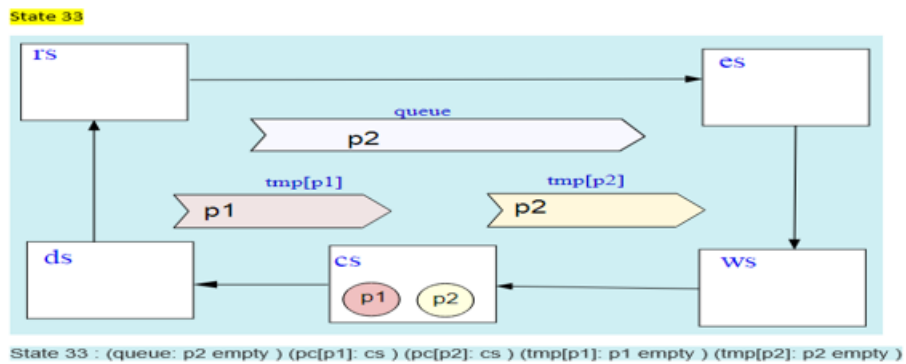 State 33
rs
es
queue
p2
tmp[p1]
tmp[p2]
p1
p2
ds
cs
ws
p1
p2
State 33 : (queue: p2 empty ) (pc[p1]: cs ) (pc[p2]: cs ) (tmp[p1]: p1 empty ) (tmp[p2]: p2 empty )